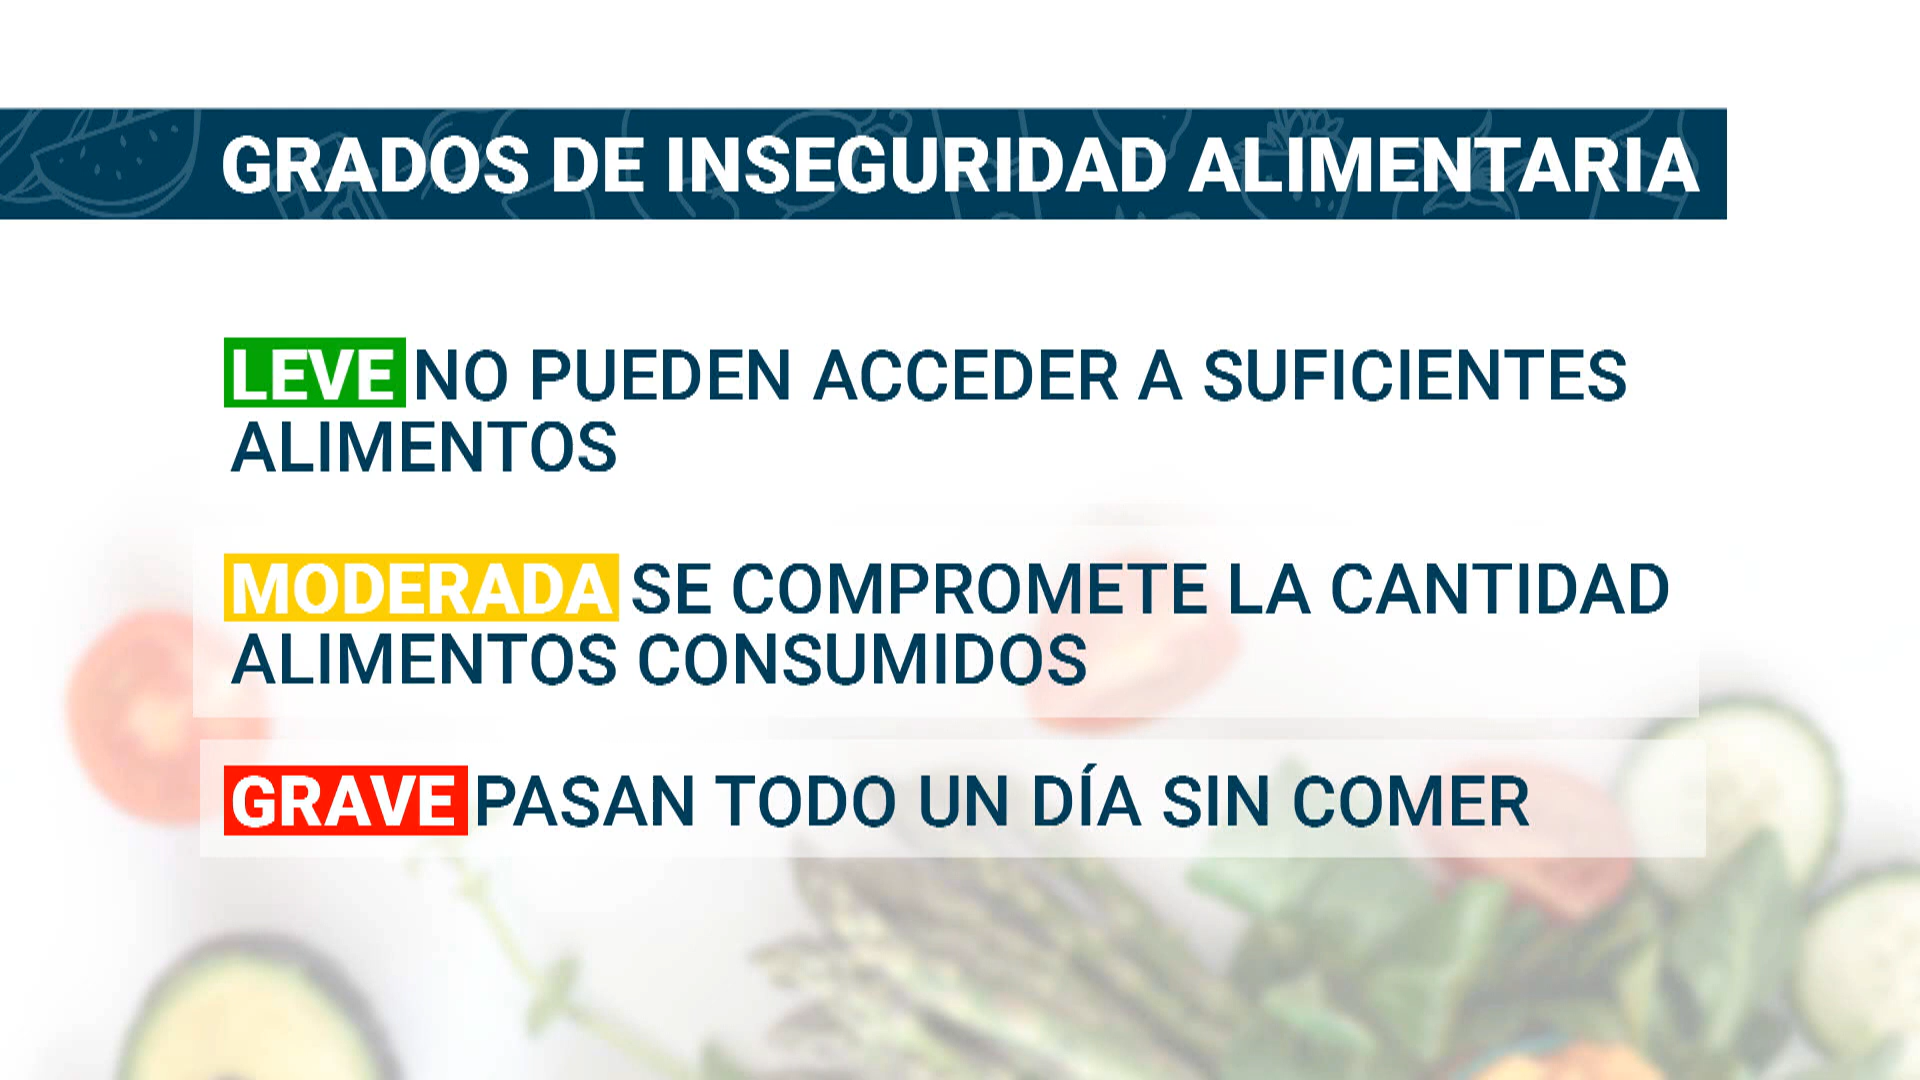 GRADOS DE INSEGURIDAD ALIMENTARIA
LEVE NO PUEDEN ACCEDER A SUFICIENTES
ALIMENTOS
MODERADA SE COMPROMETE LA CANTIDAD
ALIMENTOS CONSUMIDOS
GRAVE PASAN TODO UN DÍA SIN COMER